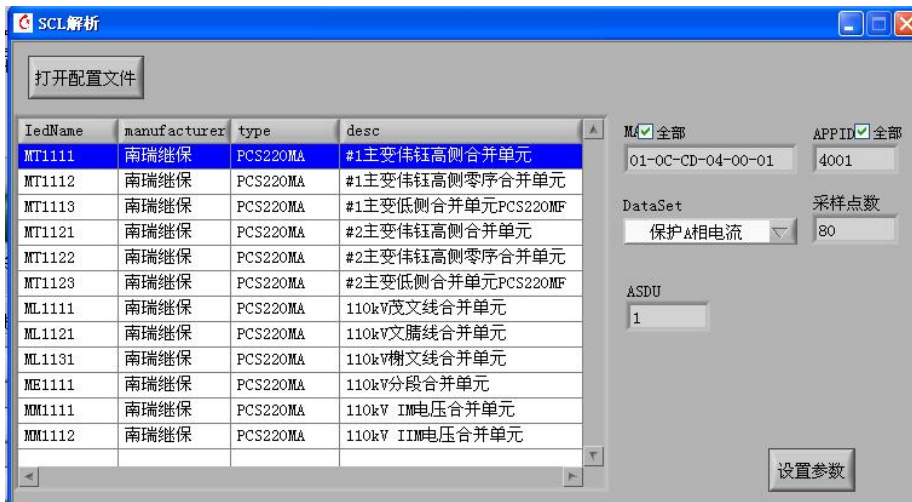 SCL解析
打开配置文件
IedName manufacturer type desc
MT1111 南瑞继保 PCS220MA #1主变伟钰高侧合并单元
MT1112 南瑞继保 PCS220MA #1主变伟钰高侧零序合并单元
MT1113 南瑞继保 PCS220MA #1主变低侧合并单元PCS220MF
MT1121 南瑞继保 PCS220MA #2主变伟钰高侧合并单元
MT1122 南瑞继保 PCS220MA #2主变伟钰高侧零序合并单元
MT1123 南瑞继保 PCS220MA #2主变低侧合并单元PCS220MF
ML1111 南瑞继保 PCS220MA 110kV茂文线合并单元
ML1121 南瑞继保 PCS220MA 110kV文腈线合并单元
ML1131 南瑞继保 PCS220MA 110kV榭文线合并单元
ME1111 南瑞继保 PCS220MA 110kV分段合并单元
MM1111 南瑞继保 PCS220MA 110kV IM电压合并单元
MM1112 南瑞继保 PCS220MA 110kV IIM电压合并单元
MA 全部 APPID 全部
01-0C-CD-04-00-01 4001
DataSet 采样点数
保护A相电流 80
ASDU
1
设置参数